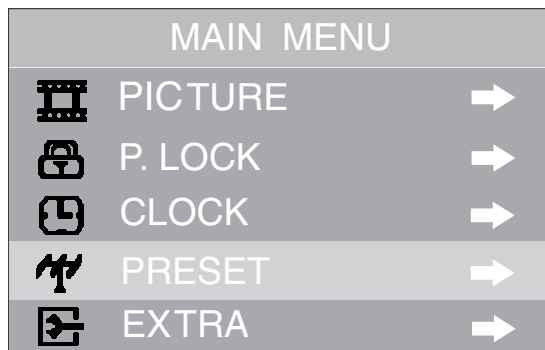 MAIN MENU
PICTURE
P. LOCK
CLOCK
PRESET
EXTRA